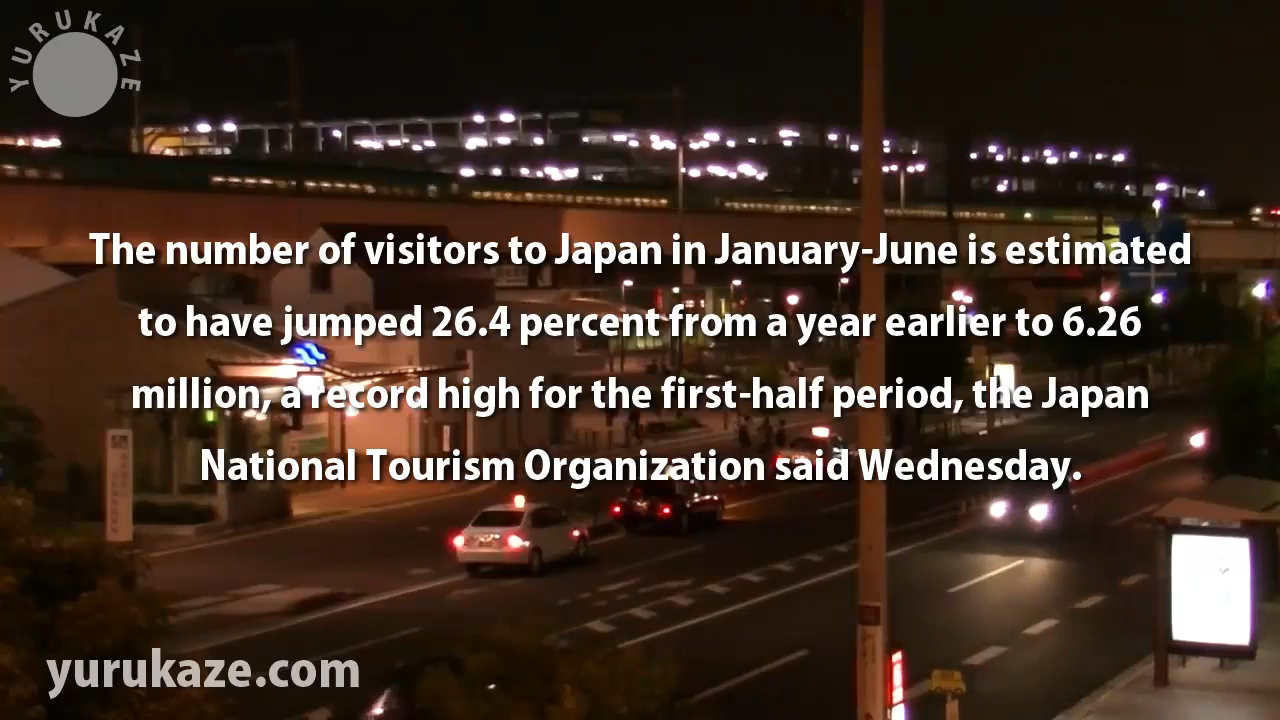 YURUKAZE
The number of visitors to Japan in January-June is estimated
to have jumped 26.4 percent from a year earlier to 6.26
million, a record high for the first-half period, the Japan
National Tourism Organization said Wednesday.
yurukaze.com